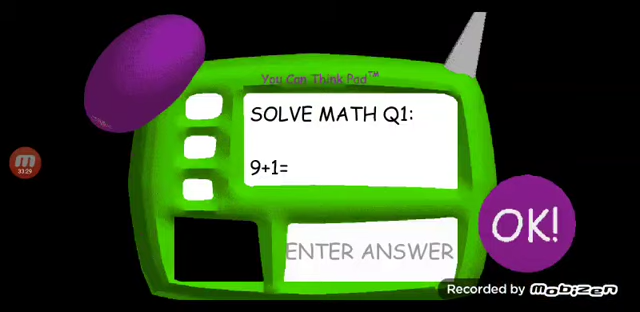 You Can Think Pad™
SOLVE MATH Q1:
9+1=
ENTER ANSWER
OK!
33:29
Recorded by Mobizen